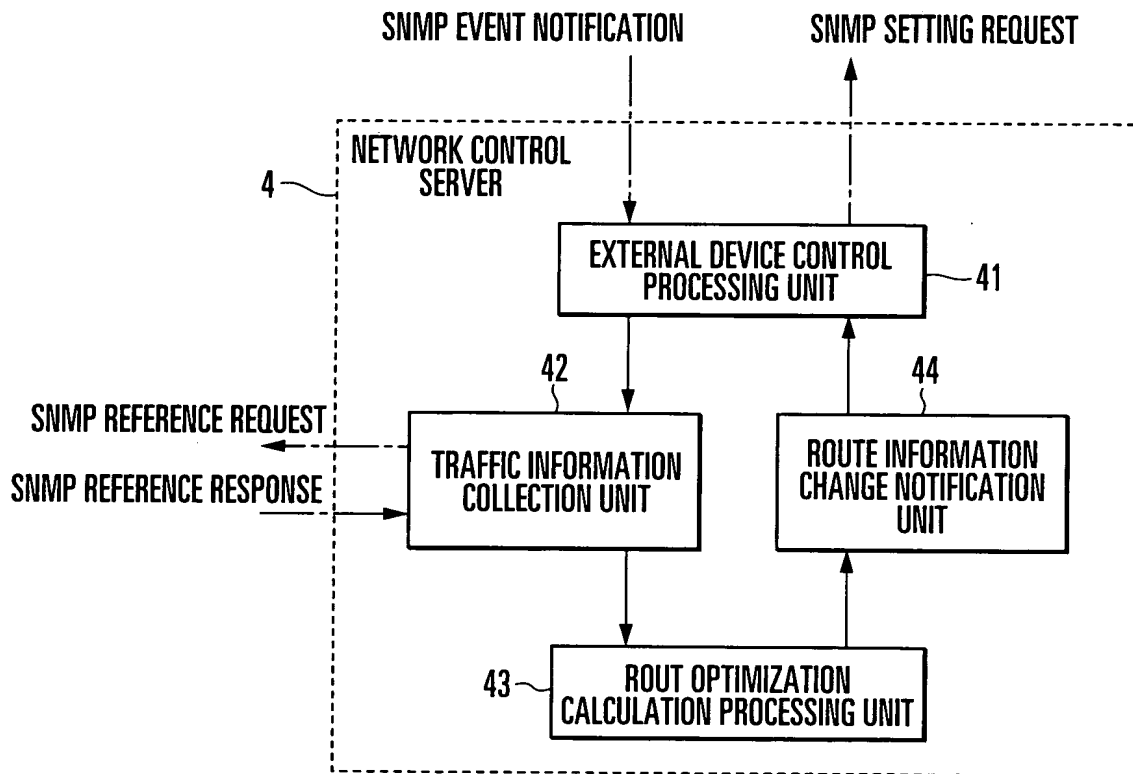 SNMP EVENT NOTIFICATION
SNMP SETTING REQUEST
NETWORK CONTROL
SERVER
4
EXTERNAL DEVICE CONTROL
PROCESSING UNIT
41
42
44
SNMP REFERENCE REQUEST
SNMP REFERENCE RESPONSE
TRAFFIC INFORMATION
COLLECTION UNIT
ROUTE INFORMATION
CHANGE NOTIFICATION
UNIT
43
ROUT OPTIMIZATION
CALCULATION PROCESSING UNIT